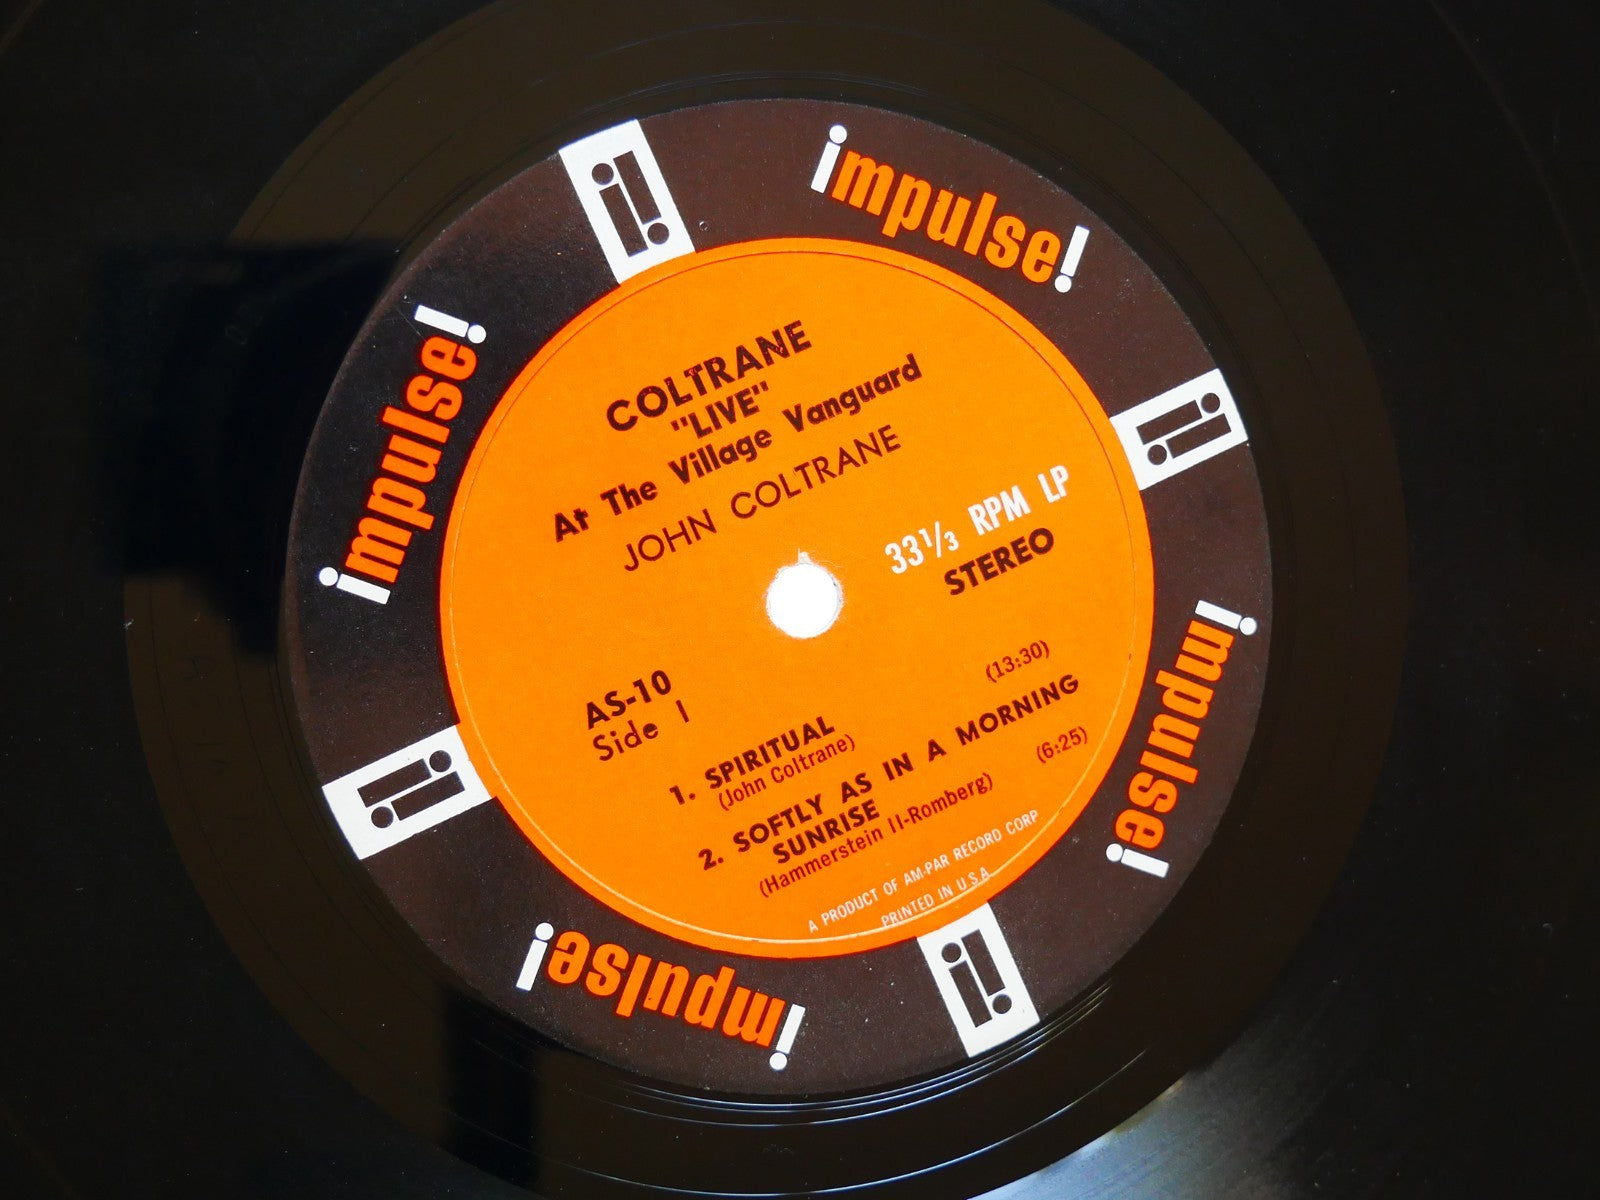 impulse!
impulse!
impulse!
impulse!
i!
i!
i!
i!
COLTRANE
"LIVE"
At The Village Vanguard
JOHN COLTRANE
33⅓ RPM LP
STEREO
AS-10
Side 1
1. SPIRITUAL (13:30)
(John Coltrane)
2. SOFTLY AS IN A MORNING
SUNRISE (6:25)
(Hammerstein II-Romberg)
A PRODUCT OF AM-PAR RECORD CORP
PRINTED IN U.S.A.